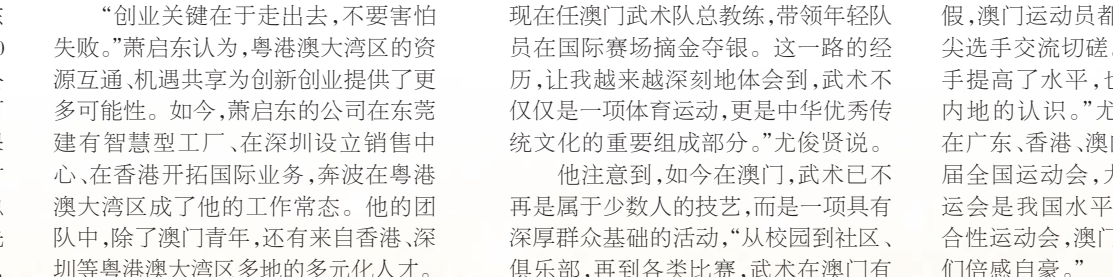 “创业关键在于走出去,不要害怕
失败。”萧启东认为,粤港澳大湾区的资
源互通、机遇共享为创新创业提供了更
多可能性。如今,萧启东的公司在东莞
建有智慧型工厂、在深圳设立销售中
心、在香港开拓国际业务,奔波在粤港
澳大湾区成了他的工作常态。他的团
队中,除了澳门青年,还有来自香港、深
圳等粤港澳大湾区多地的多元化人才。
现在任澳门武术队总教练,带领年轻队
员在国际赛场摘金夺银。这一路的经
历,让我越来越深刻地体会到,武术不
仅仅是一项体育运动,更是中华优秀传
统文化的重要组成部分。”尤俊贤说。
他注意到,如今在澳门,武术已不
再是属于少数人的技艺,而是一项具有
深厚群众基础的活动,“从校园到社区、
俱乐部,再到各类比赛,武术在澳门有
假,澳门运动员都
尖选手交流切磋
手提高了水平,也
内地的认识。”尤
在广东、香港、澳门
届全国运动会,
运会是我国水平
合性运动会,澳门
们倍感自豪。”